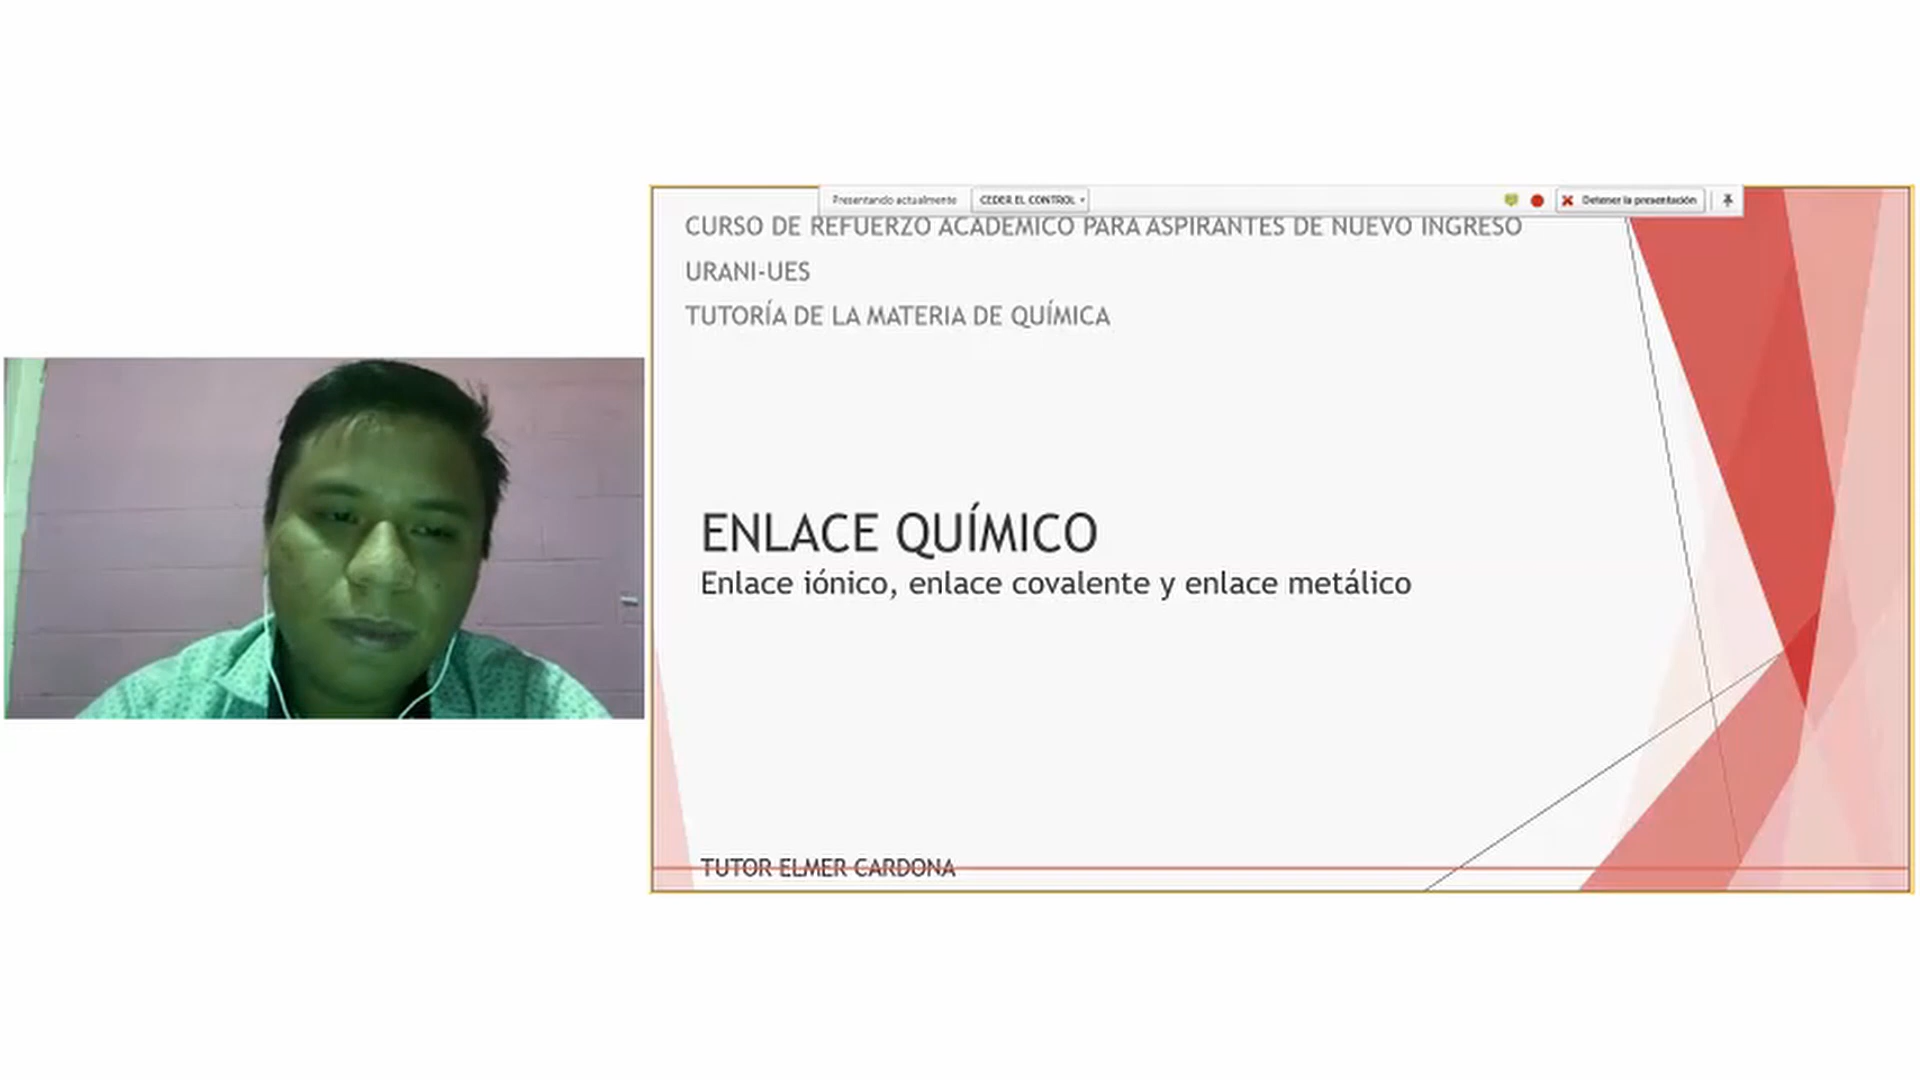 Presentando actualmente CEDER EL CONTROL Detener la presentación
CURSO DE REFUERZO ACADEMICO PARA ASPIRANTES DE NUEVO INGRESO
URANI-UES
TUTORÍA DE LA MATERIA DE QUÍMICA
ENLACE QUÍMICO
Enlace iónico, enlace covalente y enlace metálico
TUTOR ELMER CARDONA